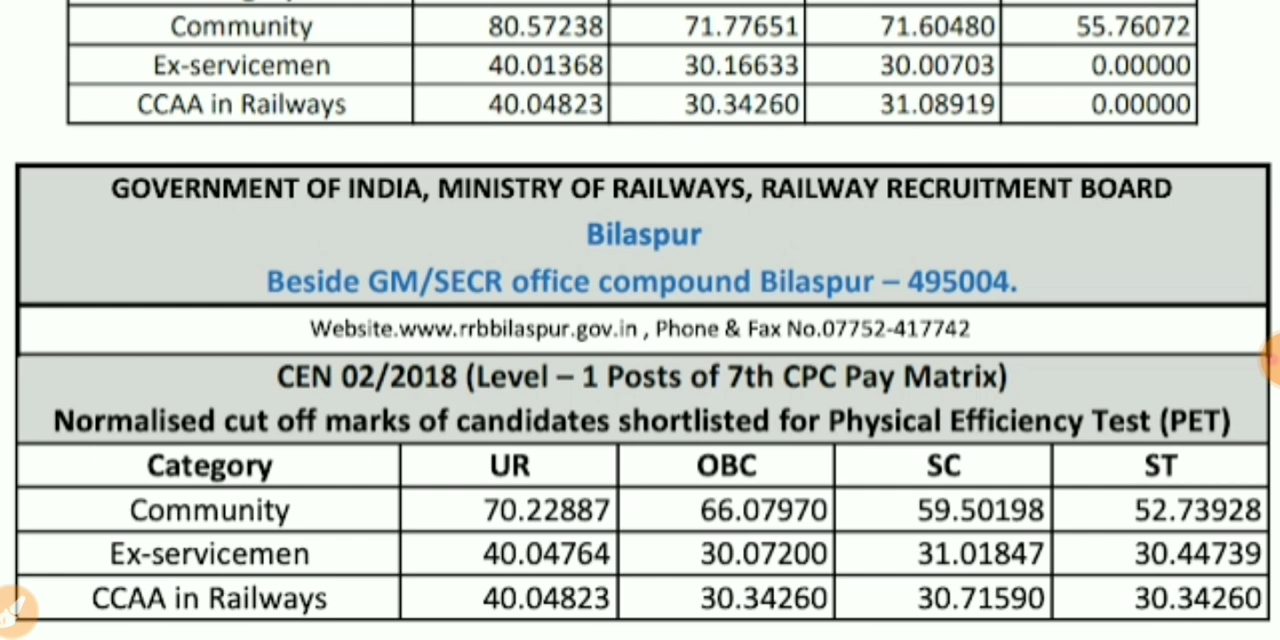 Community 80.57238 71.77651 71.60480 55.76072
Ex-servicemen 40.01368 30.16633 30.00703 0.00000
CCAA in Railways 40.04823 30.34260 31.08919 0.00000
GOVERNMENT OF INDIA, MINISTRY OF RAILWAYS, RAILWAY RECRUITMENT BOARD
Bilaspur
Beside GM/SECR office compound Bilaspur – 495004.
Website.www.rrbbilaspur.gov.in , Phone & Fax No.07752-417742
CEN 02/2018 (Level – 1 Posts of 7th CPC Pay Matrix)
Normalised cut off marks of candidates shortlisted for Physical Efficiency Test (PET)
Category UR OBC SC ST
Community 70.22887 66.07970 59.50198 52.73928
Ex-servicemen 40.04764 30.07200 31.01847 30.44739
CCAA in Railways 40.04823 30.34260 30.71590 30.34260